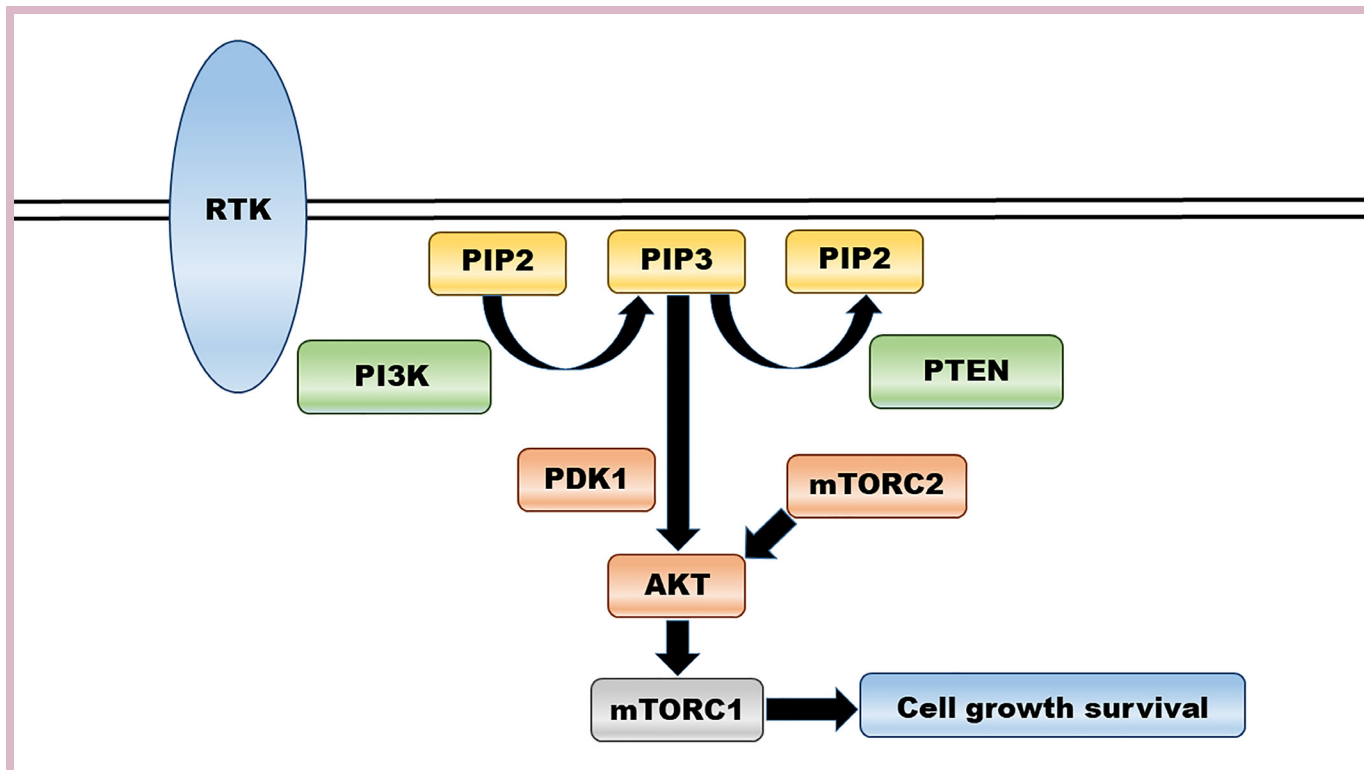 RTK
PIP2
PIP3
PIP2
PI3K
PTEN
PDK1
mTORC2
AKT
mTORC1
Cell growth survival